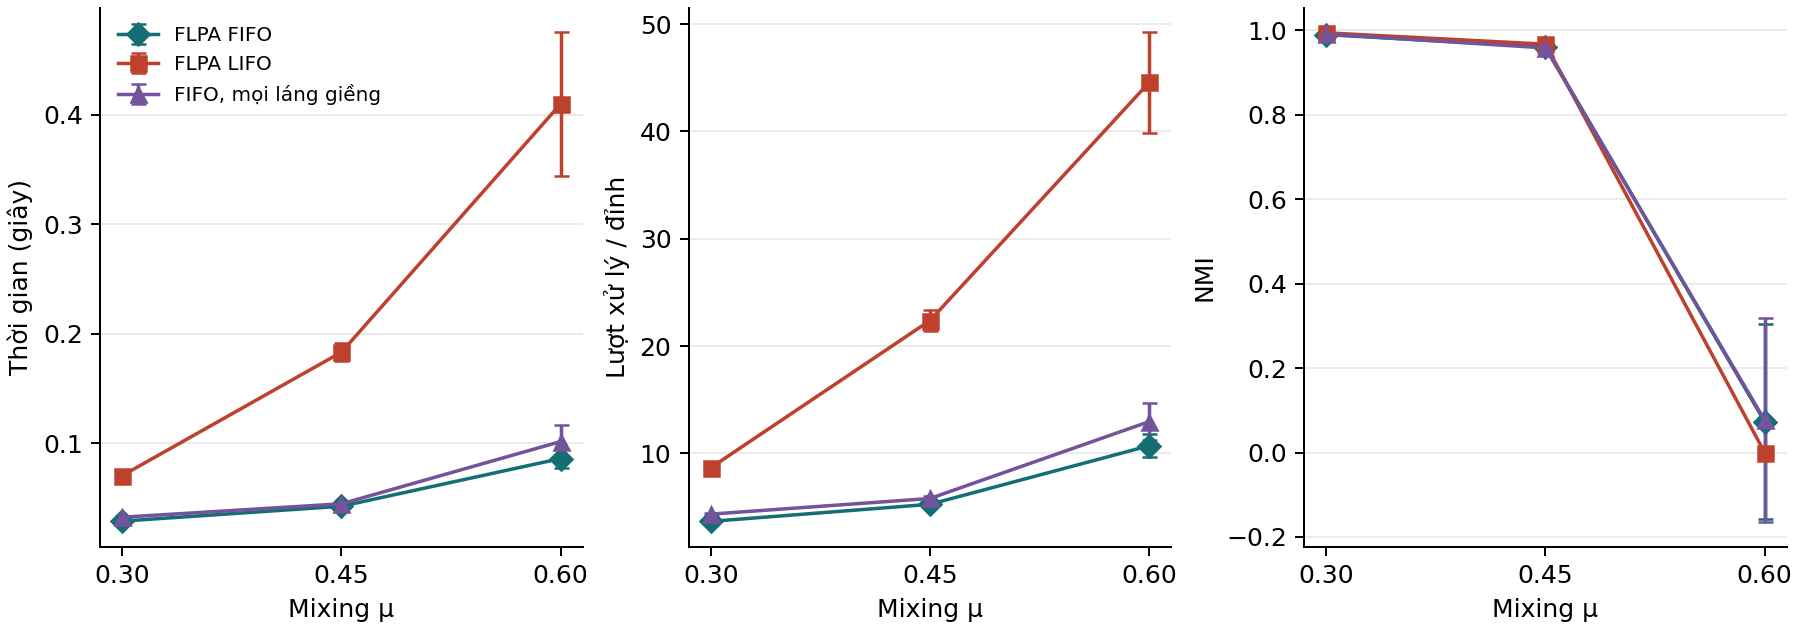 FLPA FIFO
FLPA LIFO
FIFO, mọi láng giềng
Thời gian (giây)
0.4
0.3
0.2
0.1
0.30 0.45 0.60
Mixing μ
Lượt xử lý / đỉnh
50
40
30
20
10
0.30 0.45 0.60
Mixing μ
NMI
1.0
0.8
0.6
0.4
0.2
0.0
−0.2
0.30 0.45 0.60
Mixing μ